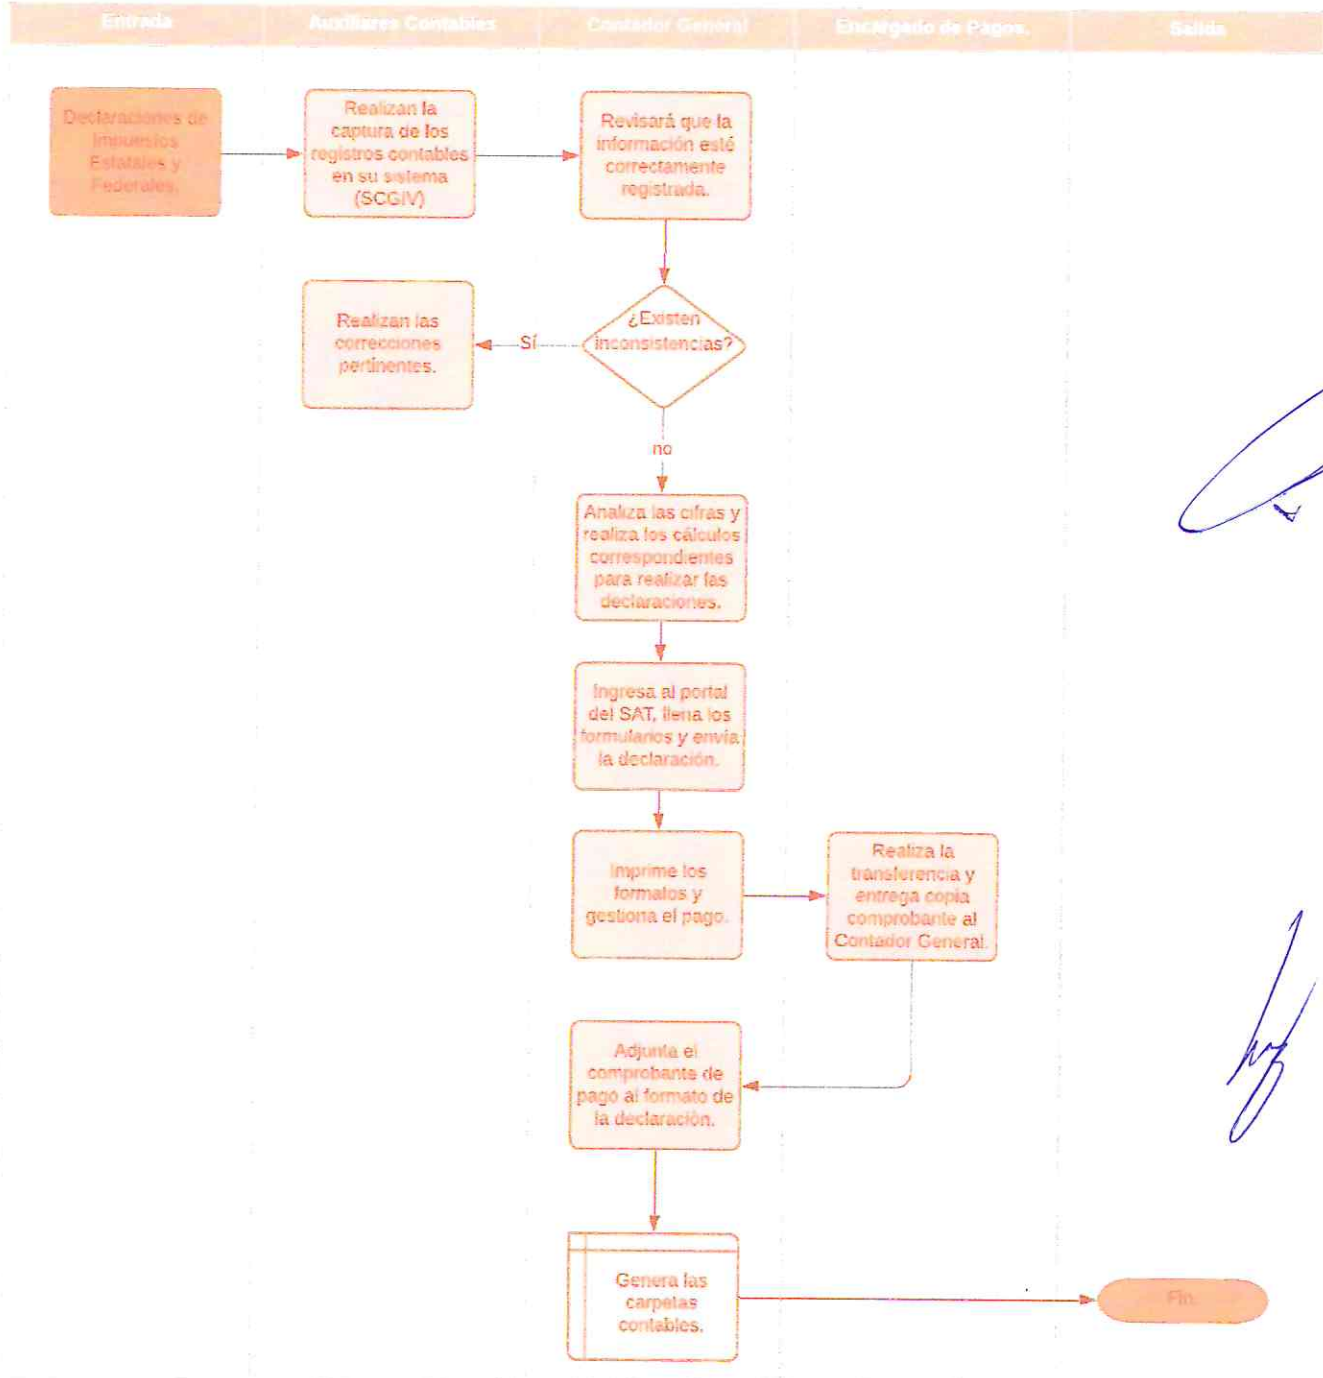 Entrada
Auxiliares Contables
Contador General
Encargado de Pagos.
Salida
Declaraciones de
Impuestos
Estatales y
Federales.
Realizan la
captura de los
registros contables
en su sistema
(SCGIV)
Revisará que la
información esté
correctamente
registrada.
Realizan las
correcciones
pertinentes.
Sí
¿Existen
inconsistencias?
no
Analiza las cifras y
realiza los cálculos
correspondientes
para realizar las
declaraciones.
Ingresa al portal
del SAT, llena los
formularios y envía
la declaración.
Imprime los
formatos y
gestiona el pago.
Realiza la
transferencia y
entrega copia
comprobante al
Contador General.
Adjunta el
comprobante de
pago al formato de
la declaración.
Genera las
carpetas
contables.
Fin.